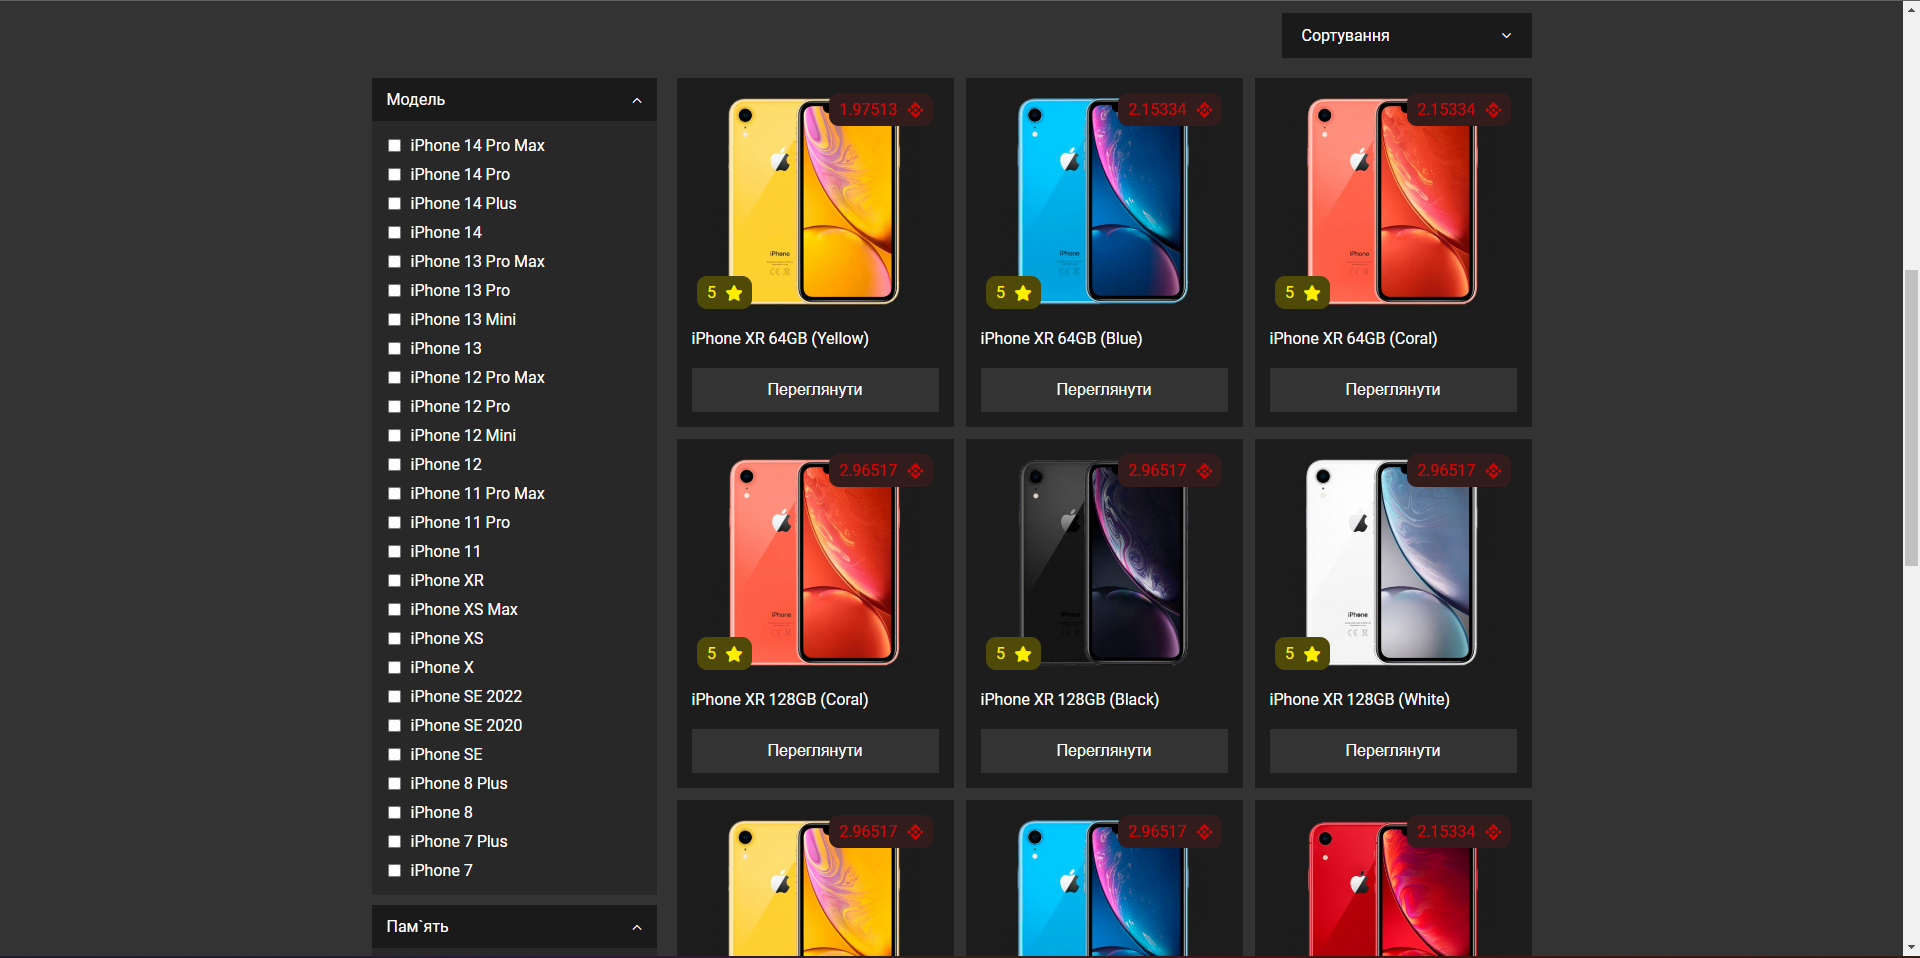 Сортування
Модель
iPhone 14 Pro Max
iPhone 14 Pro
iPhone 14 Plus
iPhone 14
iPhone 13 Pro Max
iPhone 13 Pro
iPhone 13 Mini
iPhone 13
iPhone 12 Pro Max
iPhone 12 Pro
iPhone 12 Mini
iPhone 12
iPhone 11 Pro Max
iPhone 11 Pro
iPhone 11
iPhone XR
iPhone XS Max
iPhone XS
iPhone X
iPhone SE 2022
iPhone SE 2020
iPhone SE
iPhone 8 Plus
iPhone 8
iPhone 7 Plus
iPhone 7
Пам`ять
1.97513
iPhone
5
iPhone XR 64GB (Yellow)
Переглянути
2.15334
iPhone
5
iPhone XR 64GB (Blue)
Переглянути
2.15334
iPhone
5
iPhone XR 64GB (Coral)
Переглянути
2.96517
iPhone
5
iPhone XR 128GB (Coral)
Переглянути
2.96517
iPhone
5
iPhone XR 128GB (Black)
Переглянути
2.96517
iPhone
5
iPhone XR 128GB (White)
Переглянути
2.96517
2.96517
2.15334